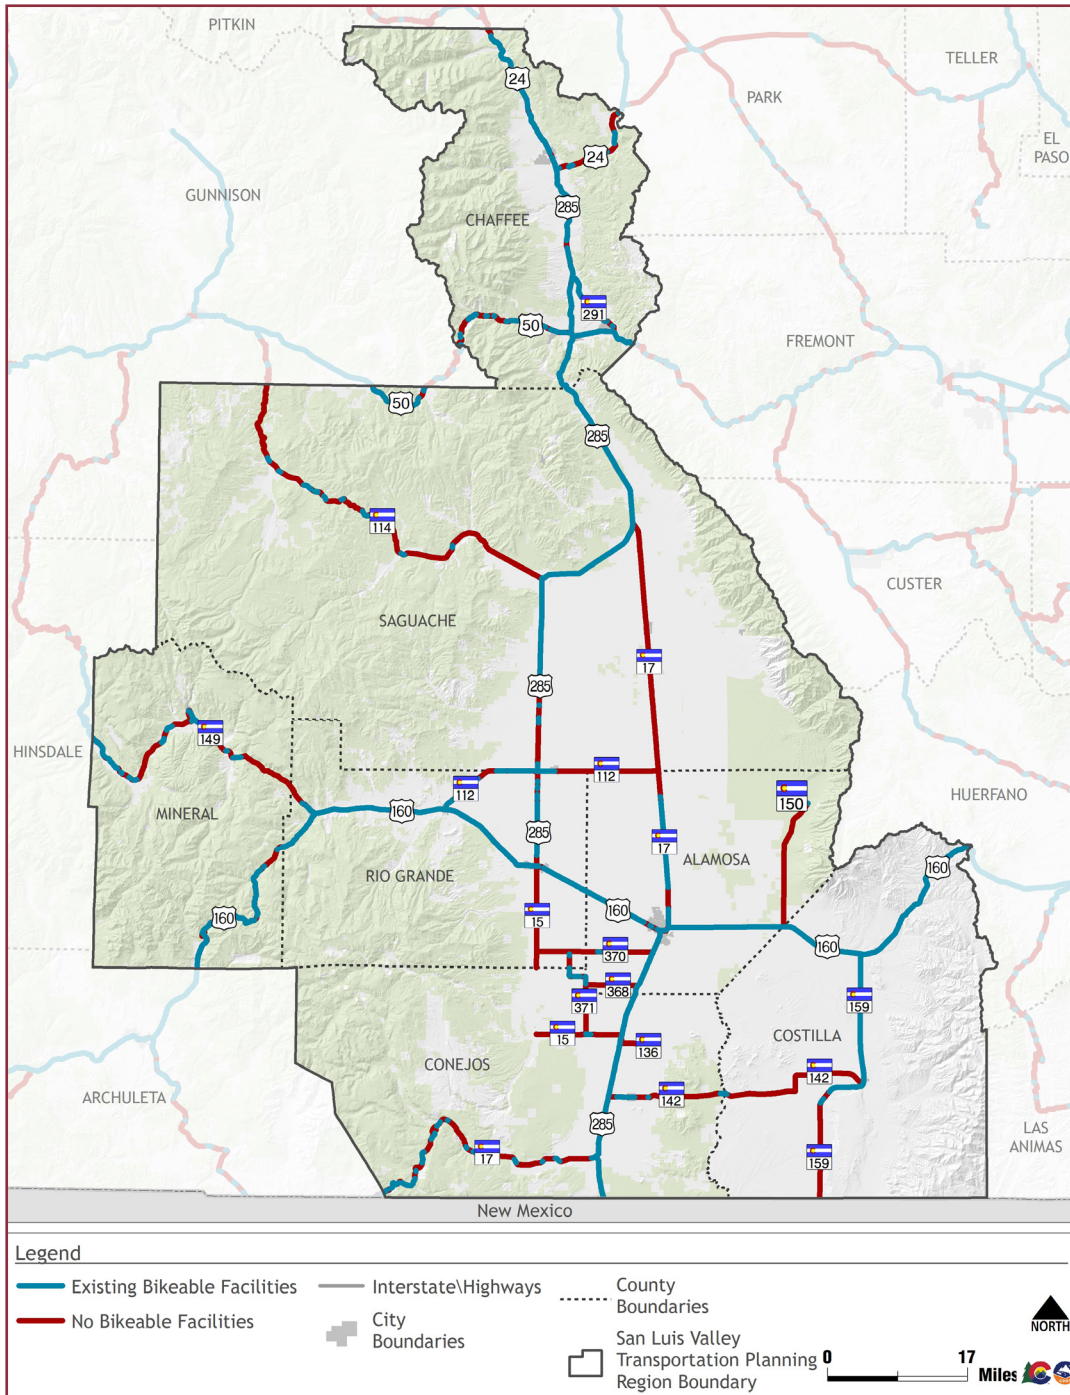 PITKIN
TELLER
24
PARK
EL
PASO
24
GUNNISON
285
CHAFFEE
291
50
FREMONT
50
285
114
CUSTER
SAGUACHE
17
285
149
HINSDALE
112
112
150
HUERFANO
MINERAL
160
285
17
ALAMOSA
160
RIO GRANDE
15
160
160
160
370
368
371
159
15
136
COSTILLA
CONEJOS
142
142
ARCHULETA
285
LAS
ANIMAS
17
159
New Mexico
Legend
Existing Bikeable Facilities
No Bikeable Facilities
Interstate\Highways
City
Boundaries
County
Boundaries
San Luis Valley
Transportation Planning
Region Boundary
0 17 Miles
NORTH